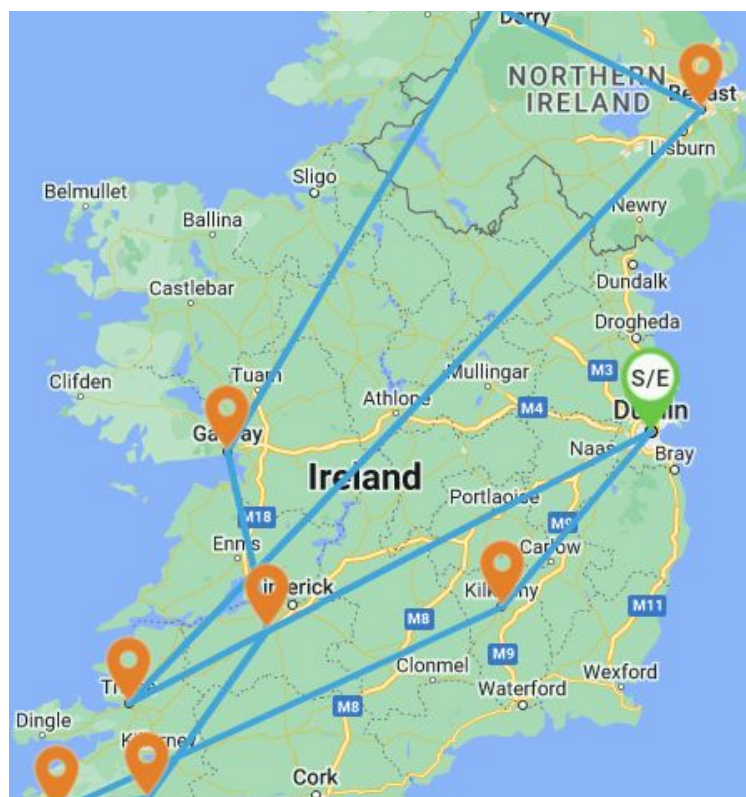 Derry
NORTHERN
IRELAND
Lisburn
Sligo
Belmullet
Ballina
Newry
Castlebar
Dundalk
Drogheda
M3
S/E
Clifden
Tuam
Mullingar
Athlone
M4
Naas
Bray
Ireland
Portlaoise
M18
M9
Ennis
Carlow
M8
M11
M9
Clonmel
Wexford
Waterford
M8
Dingle
Cork